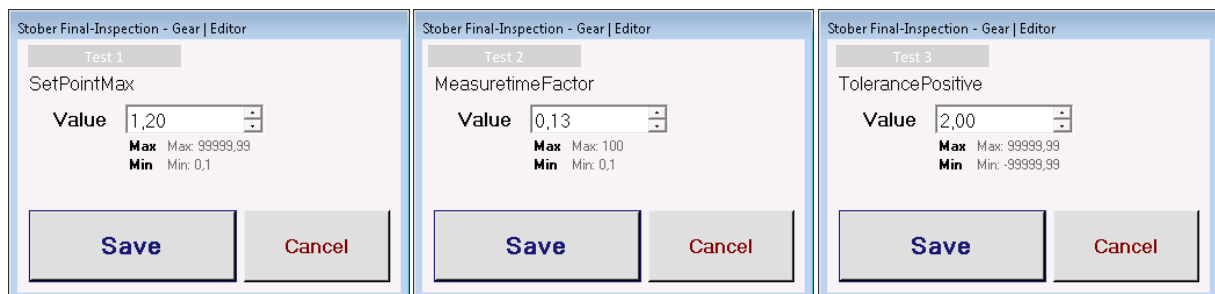 Stober Final-Inspection - Gear | Editor
Test 1
SetPointMax
Value 1,20
Max Max: 99999,99
Min Min: 0,1
Save Cancel
Stober Final-Inspection - Gear | Editor
Test 2
MeasuretimeFactor
Value 0,13
Max Max: 100
Min Min: 0,1
Save Cancel
Stober Final-Inspection - Gear | Editor
Test 3
TolerancePositive
Value 2,00
Max Max: 99999,99
Min Min: -99999,99
Save Cancel